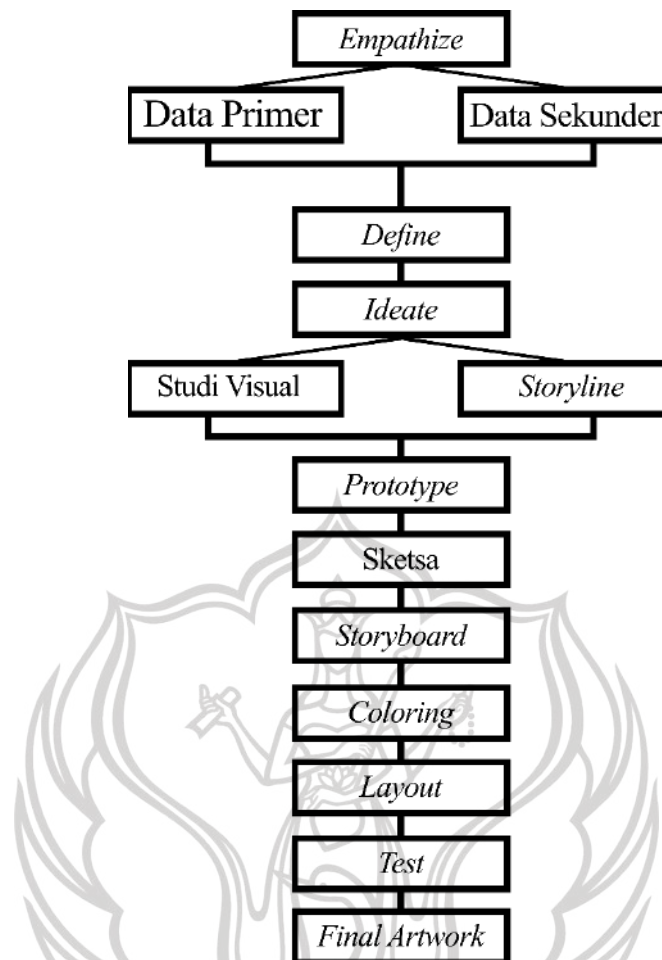 Empathize
Data Primer
Data Sekunder
Define
Ideate
Studi Visual
Storyline
Prototype
Sketsa
Storyboard
Coloring
Layout
Test
Final Artwork